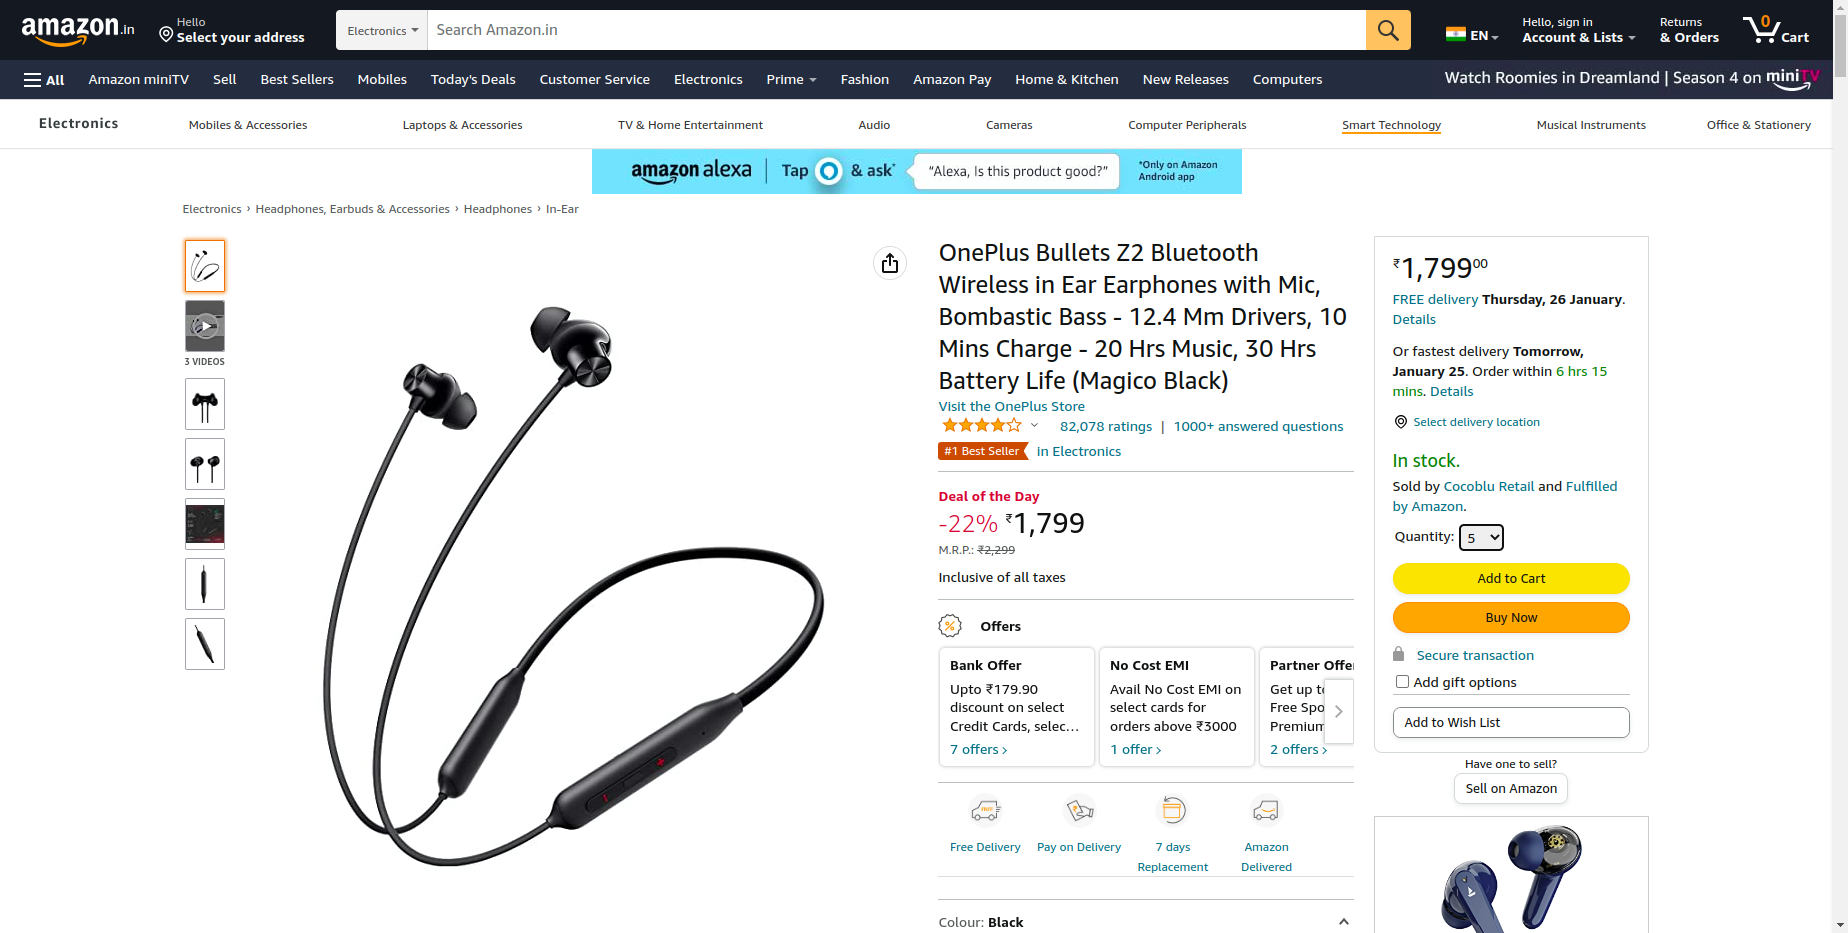 amazon.in
Hello
Select your address
Electronics
Search Amazon.in
EN
Hello, sign in
Account & Lists
Returns
& Orders
0
Cart
All
Amazon miniTV
Sell
Best Sellers
Mobiles
Today's Deals
Customer Service
Electronics
Prime
Fashion
Amazon Pay
Home & Kitchen
New Releases
Computers
Watch Roomies in Dreamland | Season 4 on miniTV
Electronics
Mobiles & Accessories
Laptops & Accessories
TV & Home Entertainment
Audio
Cameras
Computer Peripherals
Smart Technology
Musical Instruments
Office & Stationery
amazon alexa | Tap & ask*
“Alexa, Is this product good?”
*Only on Amazon
Android app
Electronics › Headphones, Earbuds & Accessories › Headphones › In-Ear
3 VIDEOS
OnePlus Bullets Z2 Bluetooth
Wireless in Ear Earphones with Mic,
Bombastic Bass - 12.4 Mm Drivers, 10
Mins Charge - 20 Hrs Music, 30 Hrs
Battery Life (Magico Black)
Visit the OnePlus Store
82,078 ratings | 1000+ answered questions
#1 Best Seller in Electronics
Deal of the Day
-22% ₹1,799
M.R.P.: ₹2,299
Inclusive of all taxes
Offers
Bank Offer
Upto ₹179.90
discount on select
Credit Cards, selec...
7 offers ›
No Cost EMI
Avail No Cost EMI on
select cards for
orders above ₹3000
1 offer ›
Partner Offe
Get up t
Free Spo
Premium
2 offers ›
Free Delivery
Pay on Delivery
7 days
Replacement
Amazon
Delivered
Colour: Black
₹1,79900
FREE delivery Thursday, 26 January.
Details
Or fastest delivery Tomorrow,
January 25. Order within 6 hrs 15
mins. Details
Select delivery location
In stock.
Sold by Cocoblu Retail and Fulfilled
by Amazon.
Quantity: 5
Add to Cart
Buy Now
Secure transaction
Add gift options
Add to Wish List
Have one to sell?
Sell on Amazon